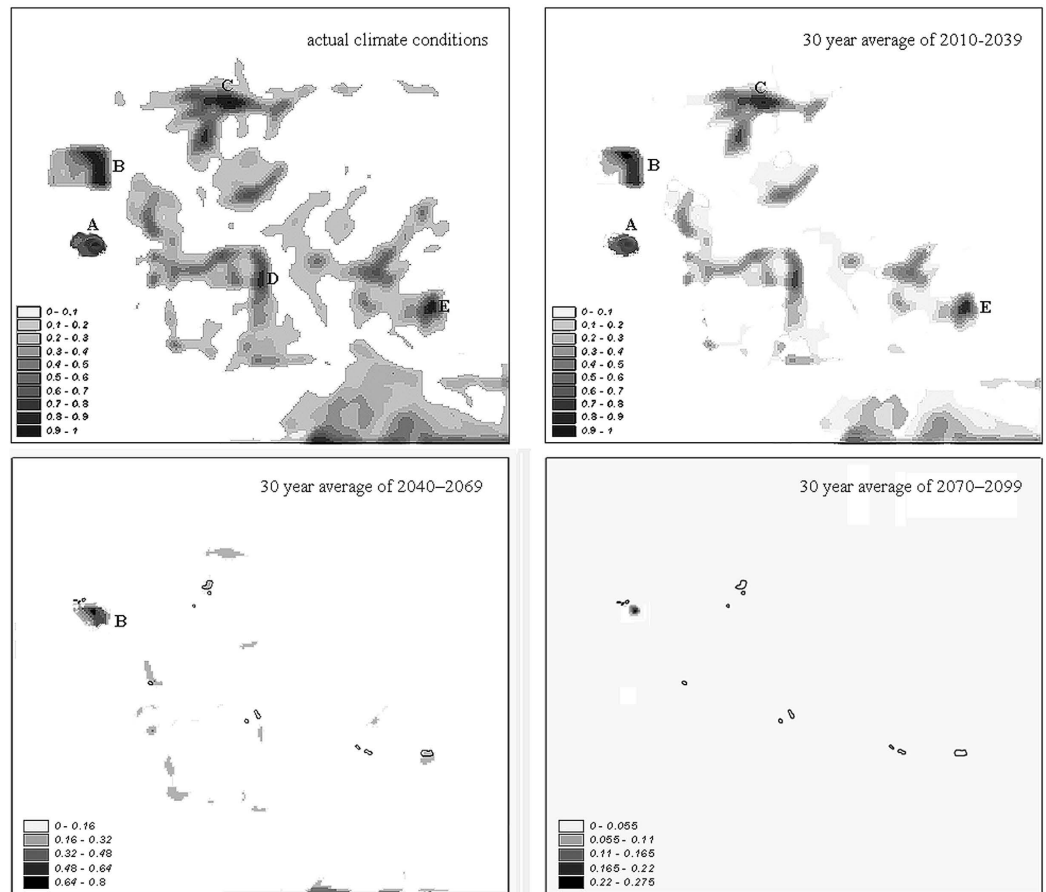 actual climate conditions
C
B
A
D
E
0 - 0.1
0.1 - 0.2
0.2 - 0.3
0.3 - 0.4
0.4 - 0.5
0.5 - 0.6
0.6 - 0.7
0.7 - 0.8
0.8 - 0.9
0.9 - 1
30 year average of 2010-2039
C
B
A
E
0 - 0.1
0.1 - 0.2
0.2 - 0.3
0.3 - 0.4
0.4 - 0.5
0.5 - 0.6
0.6 - 0.7
0.7 - 0.8
0.8 - 0.9
0.9 - 1
30 year average of 2040–2069
B
0 - 0.16
0.16 - 0.32
0.32 - 0.48
0.48 - 0.64
0.64 - 0.8
30 year average of 2070–2099
0 - 0.055
0.055 - 0.11
0.11 - 0.165
0.165 - 0.22
0.22 - 0.275